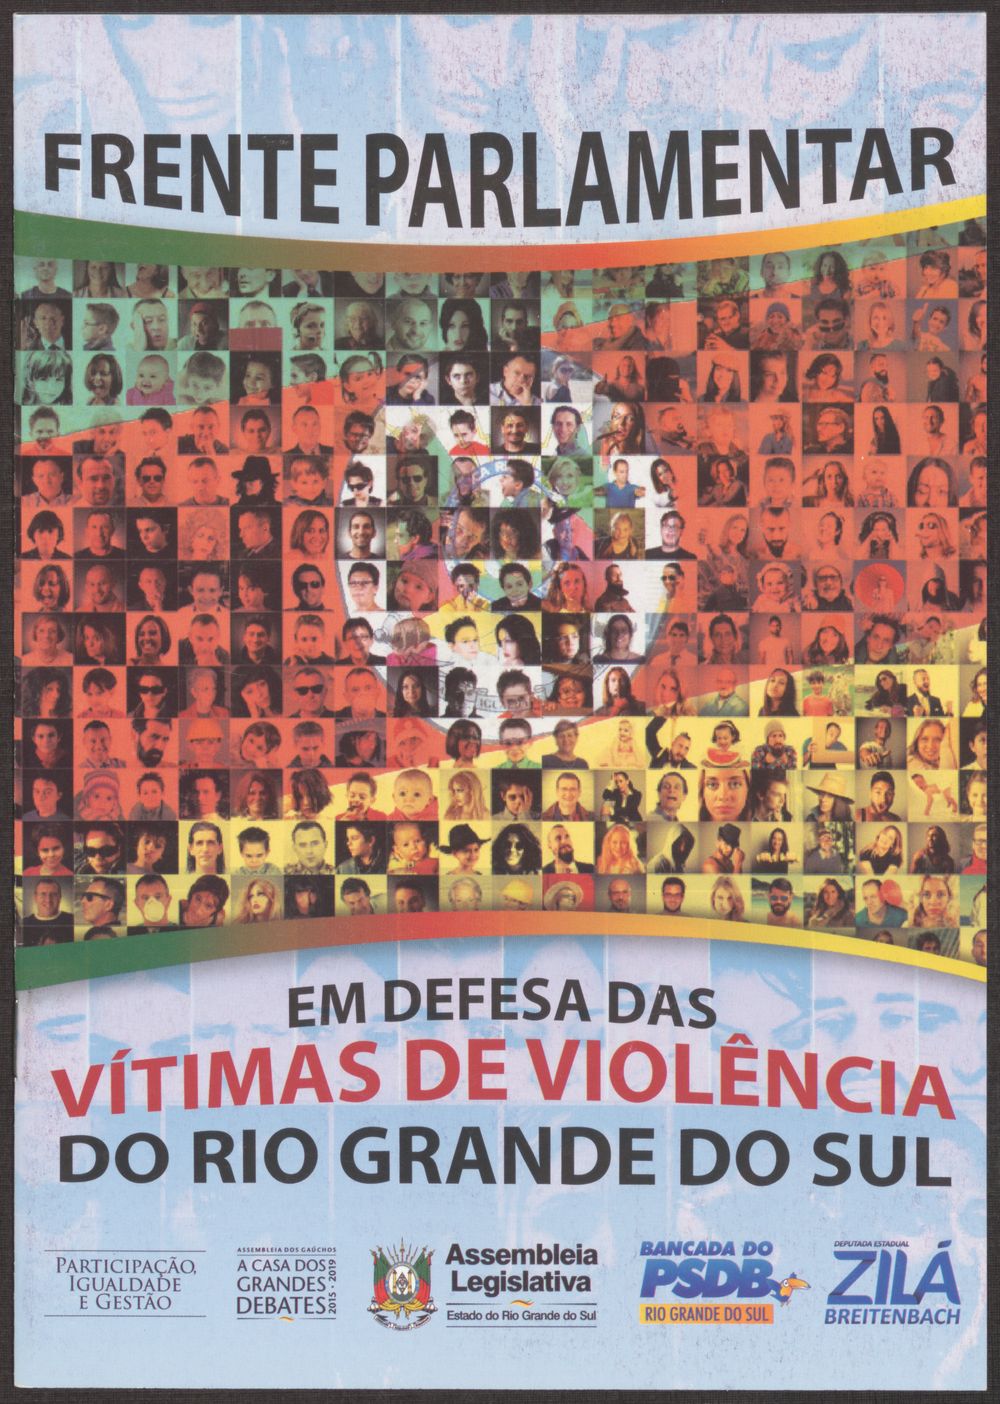 FRENTE PARLAMENTAR
EM DEFESA DAS
VÍTIMAS DE VIOLÊNCIA
DO RIO GRANDE DO SUL
PARTICIPAÇÃO,
IGUALDADE
E GESTÃO
ASSEMBLEIA DOS GAÚCHOS
A CASA DOS
GRANDES
DEBATES
2015 · 2019
Assembleia
Legislativa
Estado do Rio Grande do Sul
BANCADA DO
PSDB
RIO GRANDE DO SUL
DEPUTADA ESTADUAL
ZILÁ
BREITENBACH